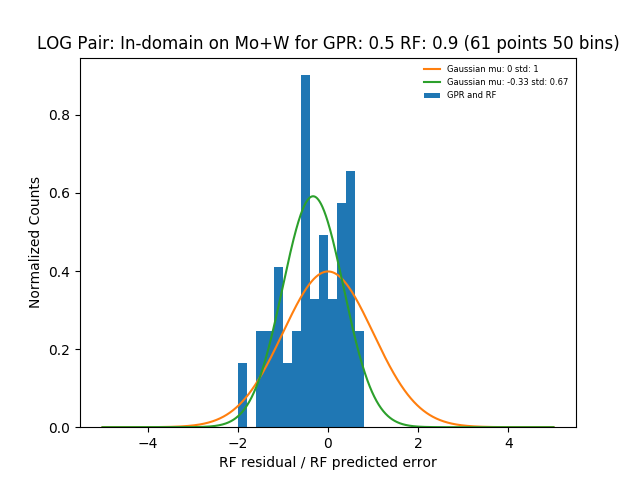 LOG Pair: In-domain on Mo+W for GPR: 0.5 RF: 0.9 (61 points 50 bins)
Gaussian mu: 0 std: 1
Gaussian mu: -0.33 std: 0.67
GPR and RF
Normalized Counts
0.8
0.6
0.4
0.2
0.0
−4 −2 0 2 4
RF residual / RF predicted error